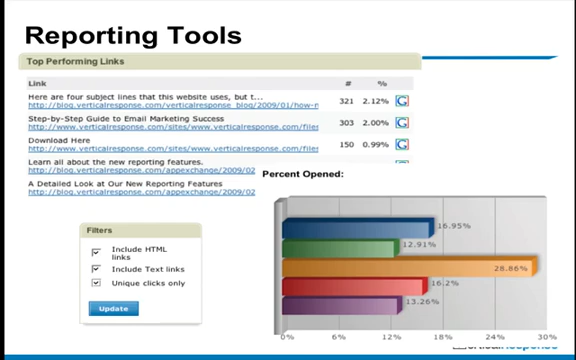 Reporting Tools
Top Performing Links
Link # %
Here are four subject lines that this website uses, but t... 321 2.12%
http://blog.verticalresponse.com/verticalresponse_blog/2009/01/how-n
Step-by-Step Guide to Email Marketing Success 303 2.00%
http://www.verticalresponse.com/sites/www.verticalresponse.com/files
Download Here 150 0.99%
http://www.verticalresponse.com/sites/www.verticalresponse.com/files
Learn all about the new reporting features.
http://blog.verticalresponse.com/appexchange/2009/02
A Detailed Look at Our New Reporting Features
http://blog.verticalresponse.com/appexchange/2009/02
Percent Opened:
16.95%
12.91%
28.86%
16.2%
13.26%
0% 6% 12% 18% 24% 30%
Filters
Include HTML
links
Include Text links
Unique clicks only
Update